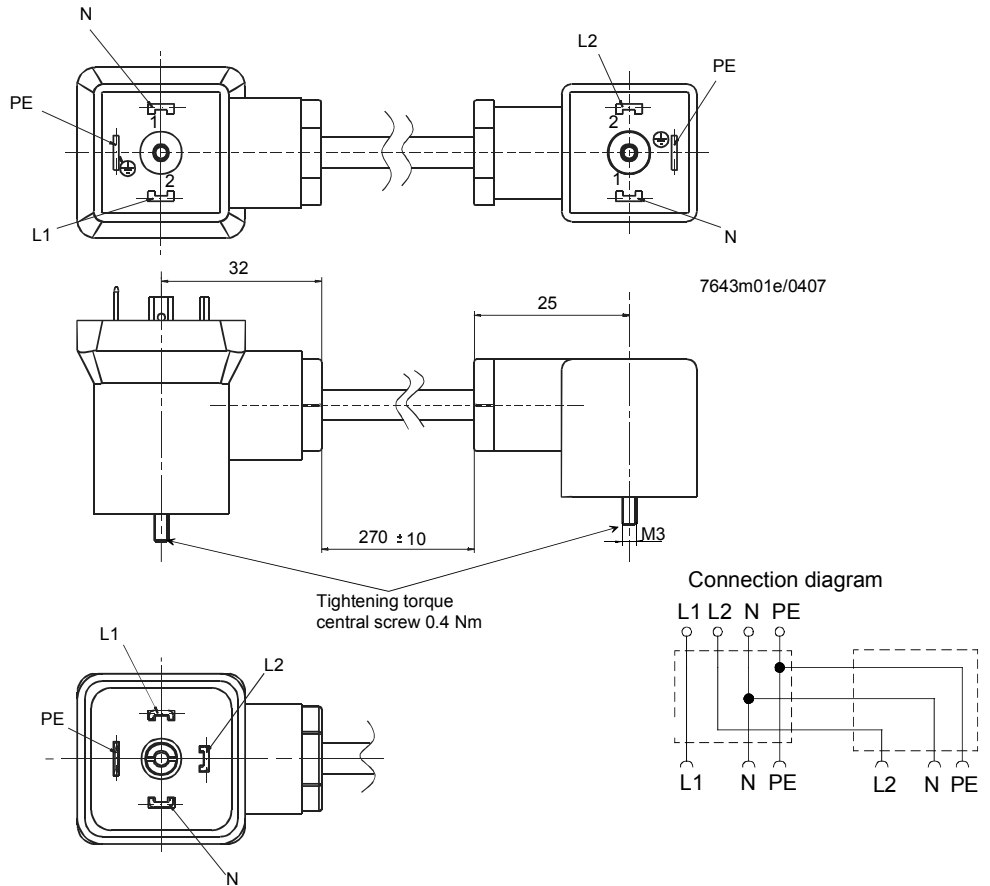 N
L2
PE
PE
1
2
2
1
L1
N
32
7643m01e/0407
25
270 ±10
M3
Tightening torque
central screw 0.4 Nm
Connection diagram
L1 L2 N PE
L1
L2
PE
N
L1 N PE L2 N PE